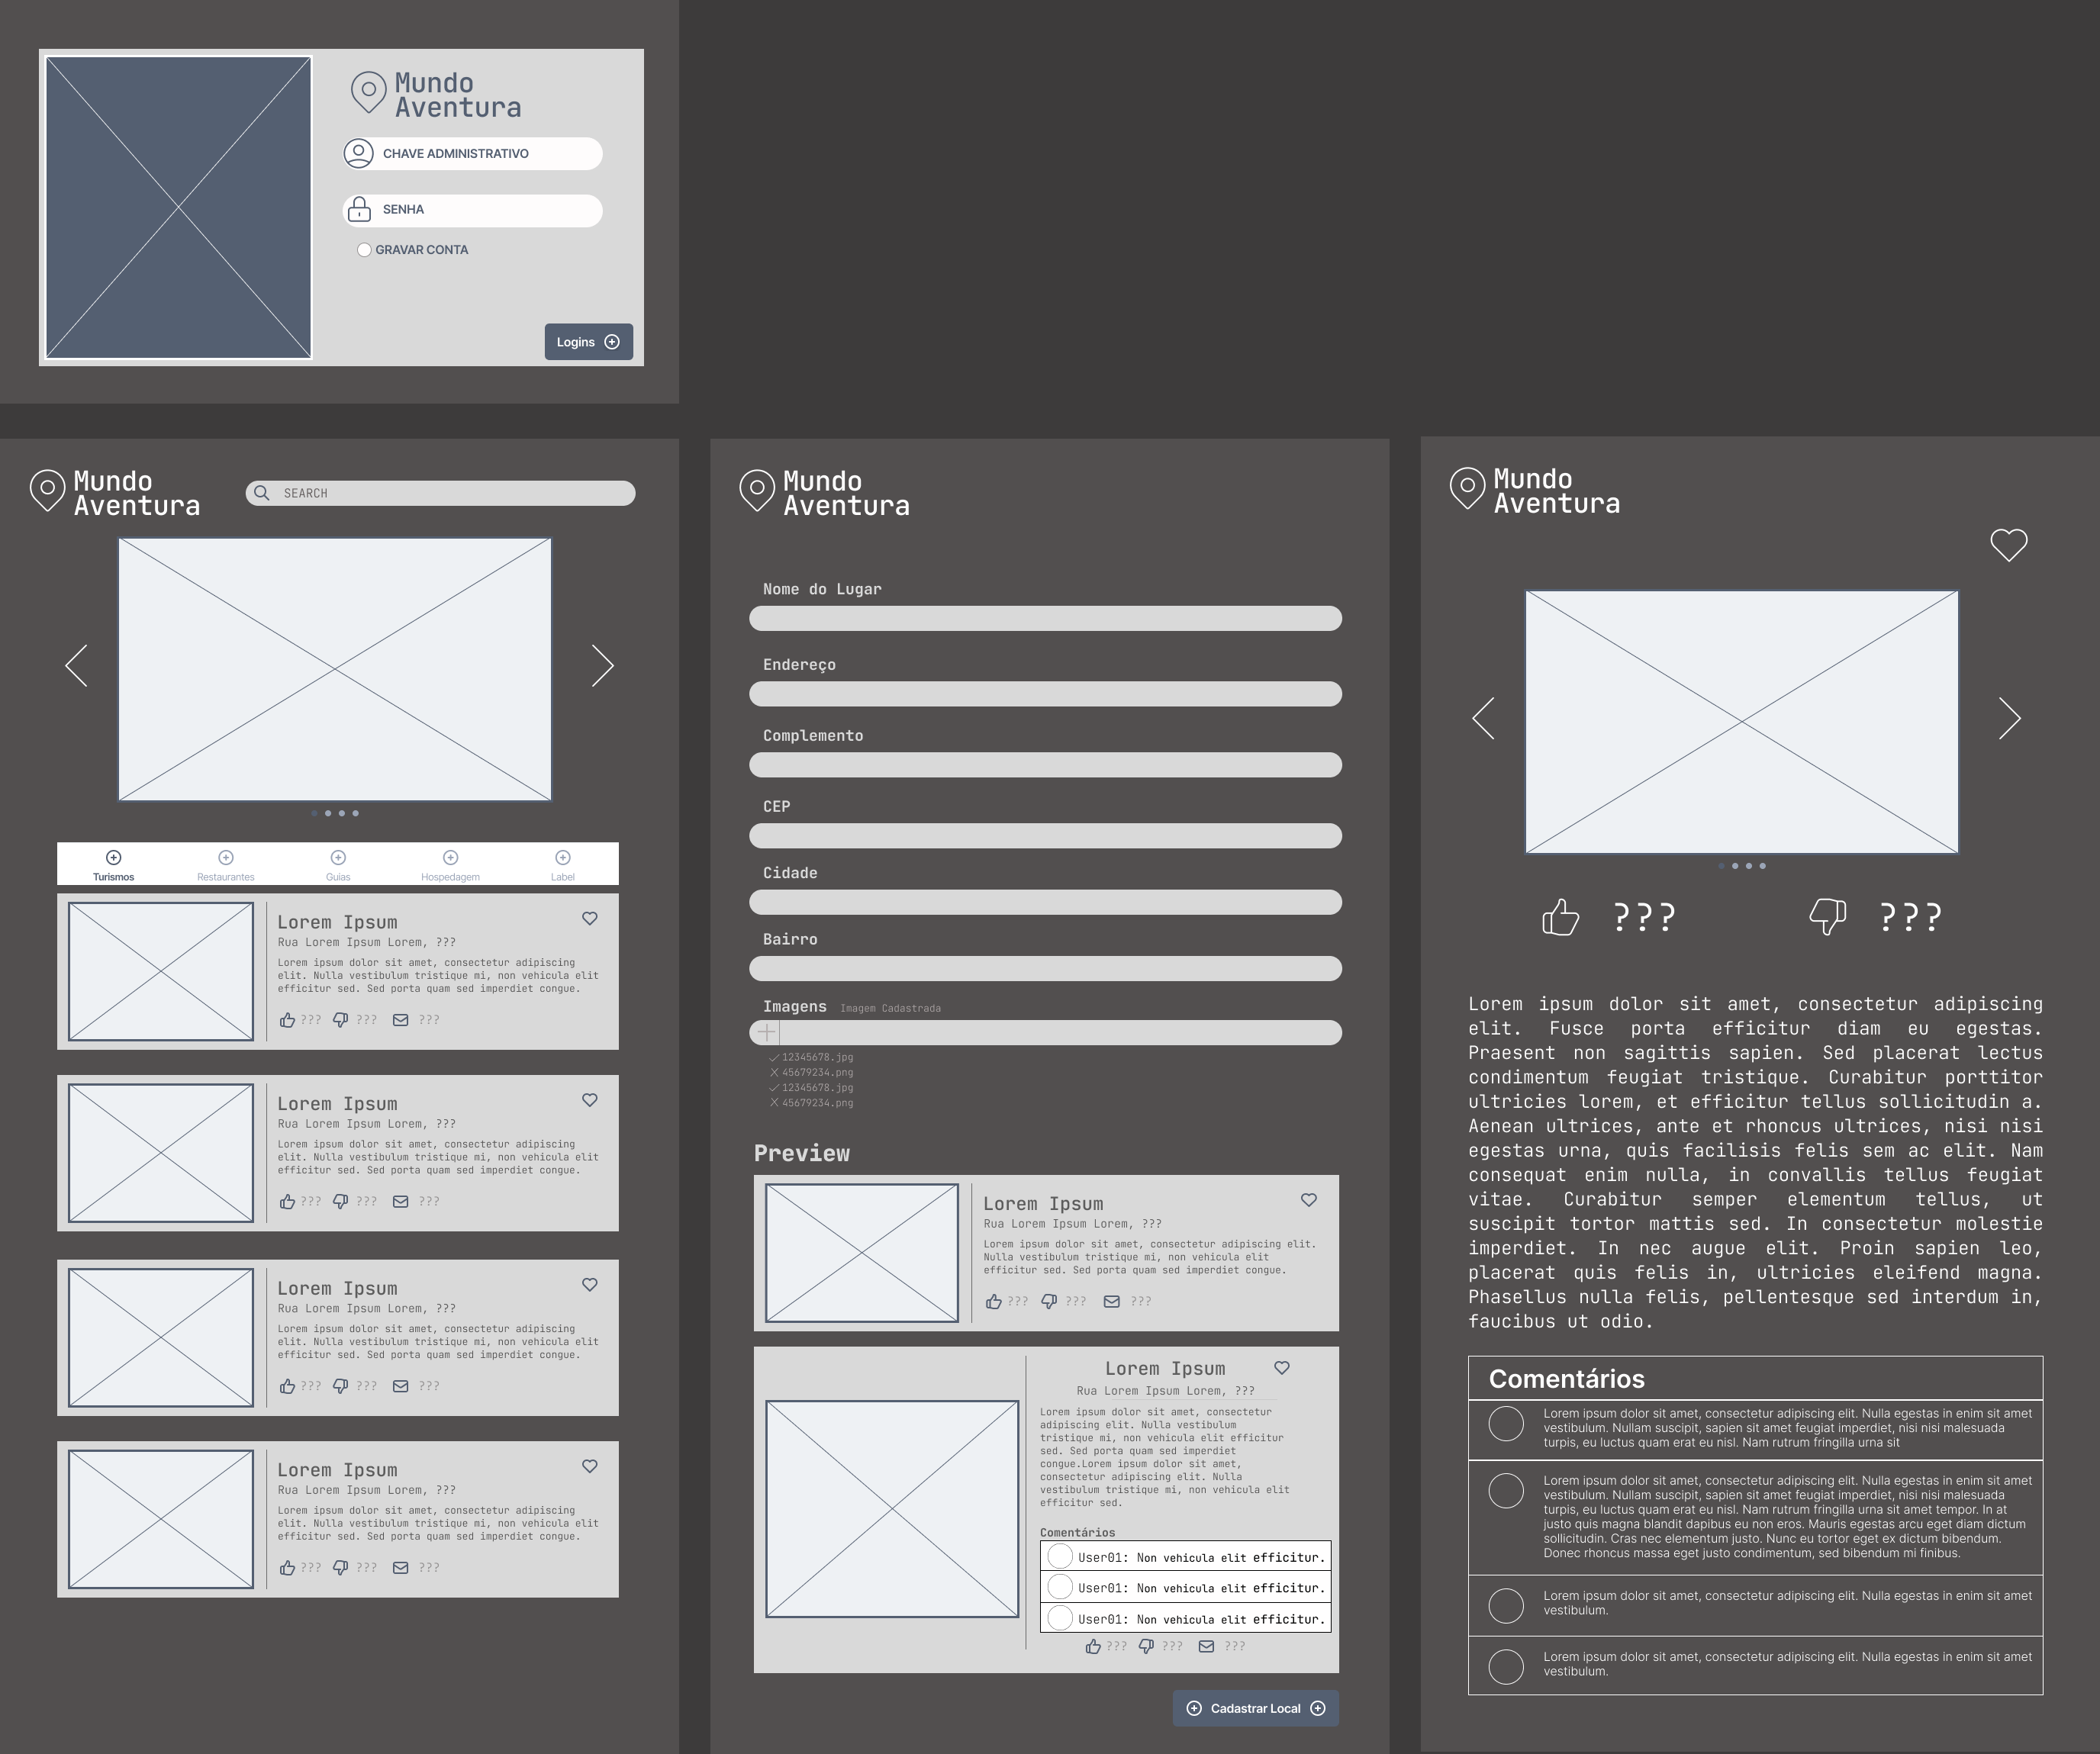 Mundo
Aventura
CHAVE ADMINISTRATIVO
SENHA
GRAVAR CONTA
Logins
Mundo
Aventura
SEARCH
Turismos Restaurantes Guias Hospedagem Label
Lorem Ipsum
Rua Lorem Ipsum Lorem, ???
Lorem ipsum dolor sit amet, consectetur adipiscing
elit. Nulla vestibulum tristique mi, non vehicula elit
efficitur sed. Sed porta quam sed imperdiet congue.
??? ??? ???
Lorem Ipsum
Rua Lorem Ipsum Lorem, ???
Lorem ipsum dolor sit amet, consectetur adipiscing
elit. Nulla vestibulum tristique mi, non vehicula elit
efficitur sed. Sed porta quam sed imperdiet congue.
??? ??? ???
Lorem Ipsum
Rua Lorem Ipsum Lorem, ???
Lorem ipsum dolor sit amet, consectetur adipiscing
elit. Nulla vestibulum tristique mi, non vehicula elit
efficitur sed. Sed porta quam sed imperdiet congue.
??? ??? ???
Lorem Ipsum
Rua Lorem Ipsum Lorem, ???
Lorem ipsum dolor sit amet, consectetur adipiscing
elit. Nulla vestibulum tristique mi, non vehicula elit
efficitur sed. Sed porta quam sed imperdiet congue.
??? ??? ???
Mundo
Aventura
Nome do Lugar
Endereço
Complemento
CEP
Cidade
Bairro
Imagens Imagem Cadastrada
12345678.jpg
45679234.png
12345678.jpg
45679234.png
Preview
Lorem Ipsum
Rua Lorem Ipsum Lorem, ???
Lorem ipsum dolor sit amet, consectetur adipiscing elit.
Nulla vestibulum tristique mi, non vehicula elit
efficitur sed. Sed porta quam sed imperdiet congue.
??? ??? ???
Lorem Ipsum
Rua Lorem Ipsum Lorem, ???
Lorem ipsum dolor sit amet, consectetur
adipiscing elit. Nulla vestibulum
tristique mi, non vehicula elit efficitur
sed. Sed porta quam sed imperdiet
congue.Lorem ipsum dolor sit amet,
consectetur adipiscing elit. Nulla
vestibulum tristique mi, non vehicula elit
efficitur sed.
Comentários
User01: Non vehicula elit efficitur.
User01: Non vehicula elit efficitur.
User01: Non vehicula elit efficitur.
??? ??? ???
Cadastrar Local
Mundo
Aventura
??? ???
Lorem ipsum dolor sit amet, consectetur adipiscing
elit. Fusce porta efficitur diam eu egestas.
Praesent non sagittis sapien. Sed placerat lectus
condimentum feugiat tristique. Curabitur porttitor
ultricies lorem, et efficitur tellus sollicitudin a.
Aenean ultrices, ante et rhoncus ultrices, nisi nisi
egestas urna, quis facilisis felis sem ac elit. Nam
consequat enim nulla, in convallis tellus feugiat
vitae. Curabitur semper elementum tellus, ut
suscipit tortor mattis sed. In consectetur molestie
imperdiet. In nec augue elit. Proin sapien leo,
placerat quis felis in, ultricies eleifend magna.
Phasellus nulla felis, pellentesque sed interdum in,
faucibus ut odio.
Comentários
Lorem ipsum dolor sit amet, consectetur adipiscing elit. Nulla egestas in enim sit amet
vestibulum. Nullam suscipit, sapien sit amet feugiat imperdiet, nisi nisi malesuada
turpis, eu luctus quam erat eu nisl. Nam rutrum fringilla urna sit
Lorem ipsum dolor sit amet, consectetur adipiscing elit. Nulla egestas in enim sit amet
vestibulum. Nullam suscipit, sapien sit amet feugiat imperdiet, nisi nisi malesuada
turpis, eu luctus quam erat eu nisl. Nam rutrum fringilla urna sit amet tempor. In at
justo quis magna blandit dapibus eu non eros. Mauris egestas arcu eget diam dictum
sollicitudin. Cras nec elementum justo. Nunc eu tortor eget ex dictum bibendum.
Donec rhoncus massa eget justo condimentum, sed bibendum mi finibus.
Lorem ipsum dolor sit amet, consectetur adipiscing elit. Nulla egestas in enim sit amet
vestibulum.
Lorem ipsum dolor sit amet, consectetur adipiscing elit. Nulla egestas in enim sit amet
vestibulum.